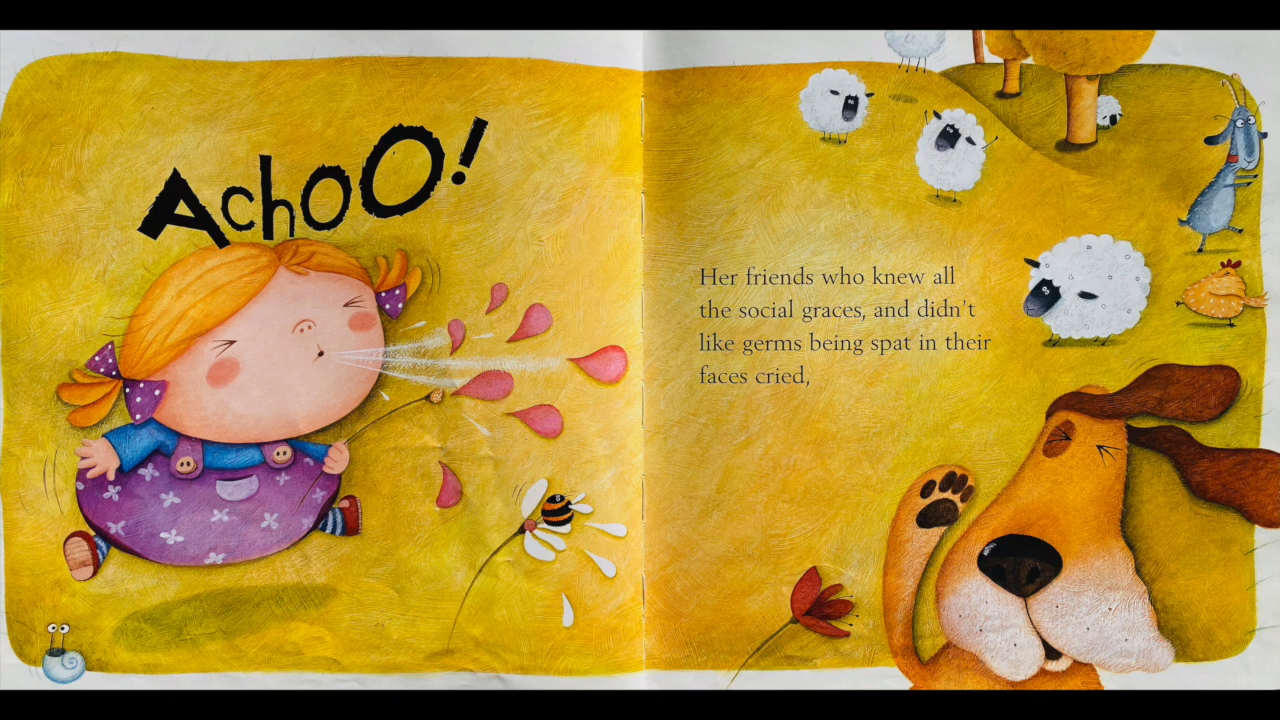 AchoO!
Her friends who knew all
the social graces, and didn't
like germs being spat in their
faces cried,